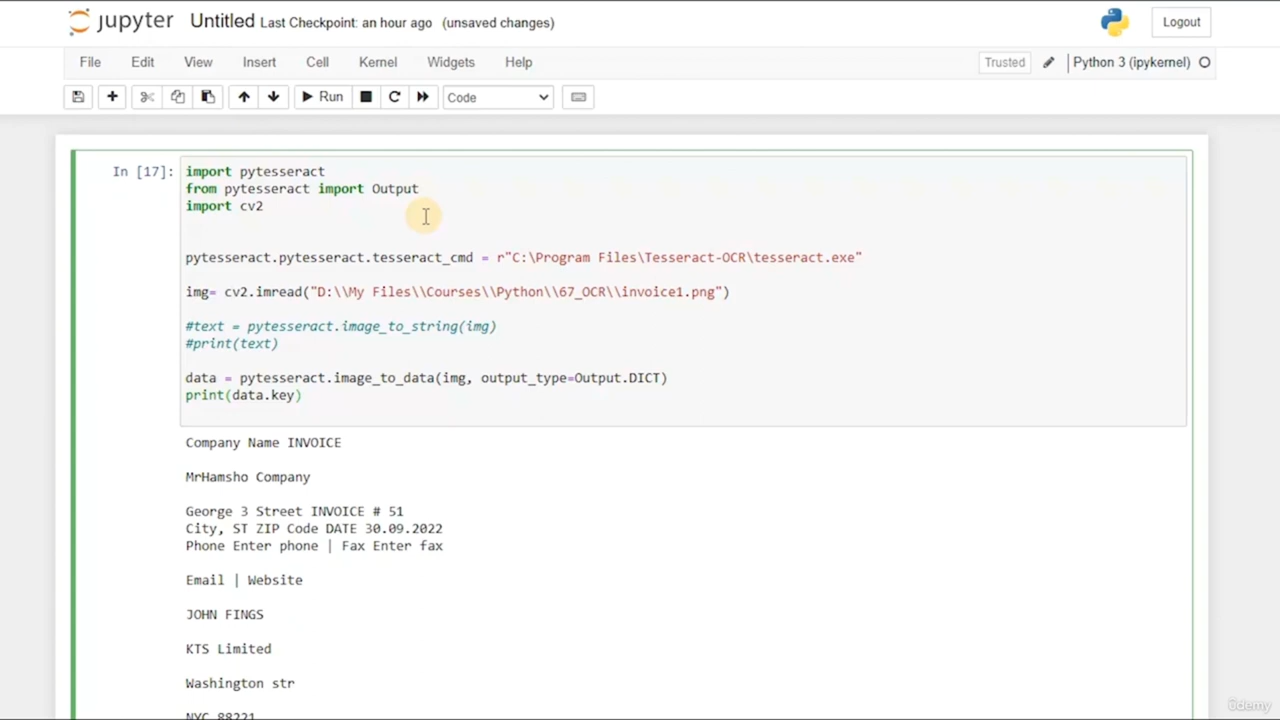 jupyter Untitled Last Checkpoint: an hour ago (unsaved changes) Logout
File Edit View Insert Cell Kernel Widgets Help Trusted Python 3 (ipykernel)
Run Code
In [17]: import pytesseract
from pytesseract import Output
import cv2
pytesseract.pytesseract.tesseract_cmd = r"C:\Program Files\Tesseract-OCR\tesseract.exe"
img= cv2.imread("D:\\My Files\\Courses\\Python\\67_OCR\\invoice1.png")
#text = pytesseract.image_to_string(img)
#print(text)
data = pytesseract.image_to_data(img, output_type=Output.DICT)
print(data.key)
Company Name INVOICE
MrHamsho Company
George 3 Street INVOICE # 51
City, ST ZIP Code DATE 30.09.2022
Phone Enter phone | Fax Enter fax
Email | Website
JOHN FINGS
KTS Limited
Washington str
NYC 88221
ûdemy